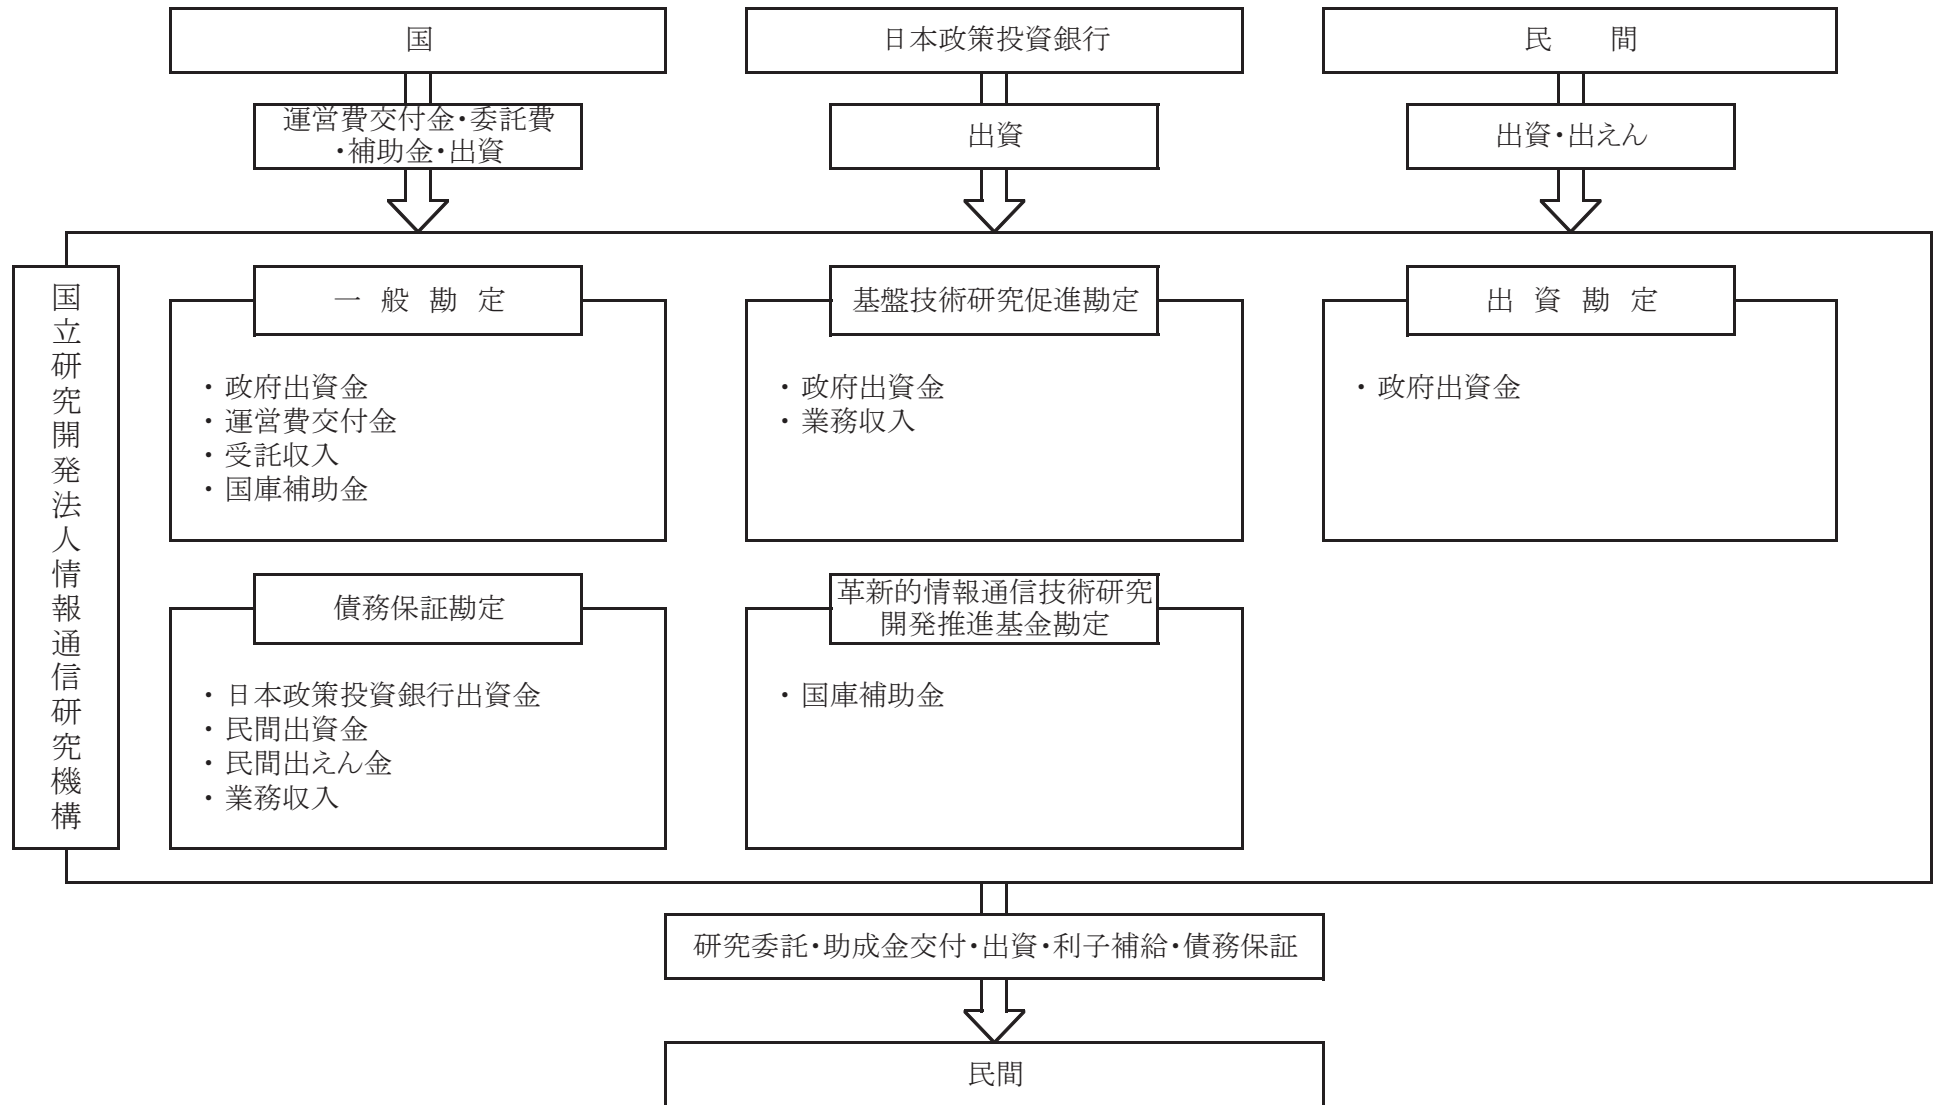 国
日本政策投資銀行
民　　間
運営費交付金・委託費
・補助金・出資
出資
出資・出えん
国立研究開発法人情報通信研究機構
一　般　勘　定
・ 政府出資金
・ 運営費交付金
・ 受託収入
・ 国庫補助金
基盤技術研究促進勘定
・ 政府出資金
・ 業務収入
出　資　勘　定
・ 政府出資金
債務保証勘定
・ 日本政策投資銀行出資金
・ 民間出資金
・ 民間出えん金
・ 業務収入
革新的情報通信技術研究
開発推進基金勘定
・ 国庫補助金
研究委託・助成金交付・出資・利子補給・債務保証
民間